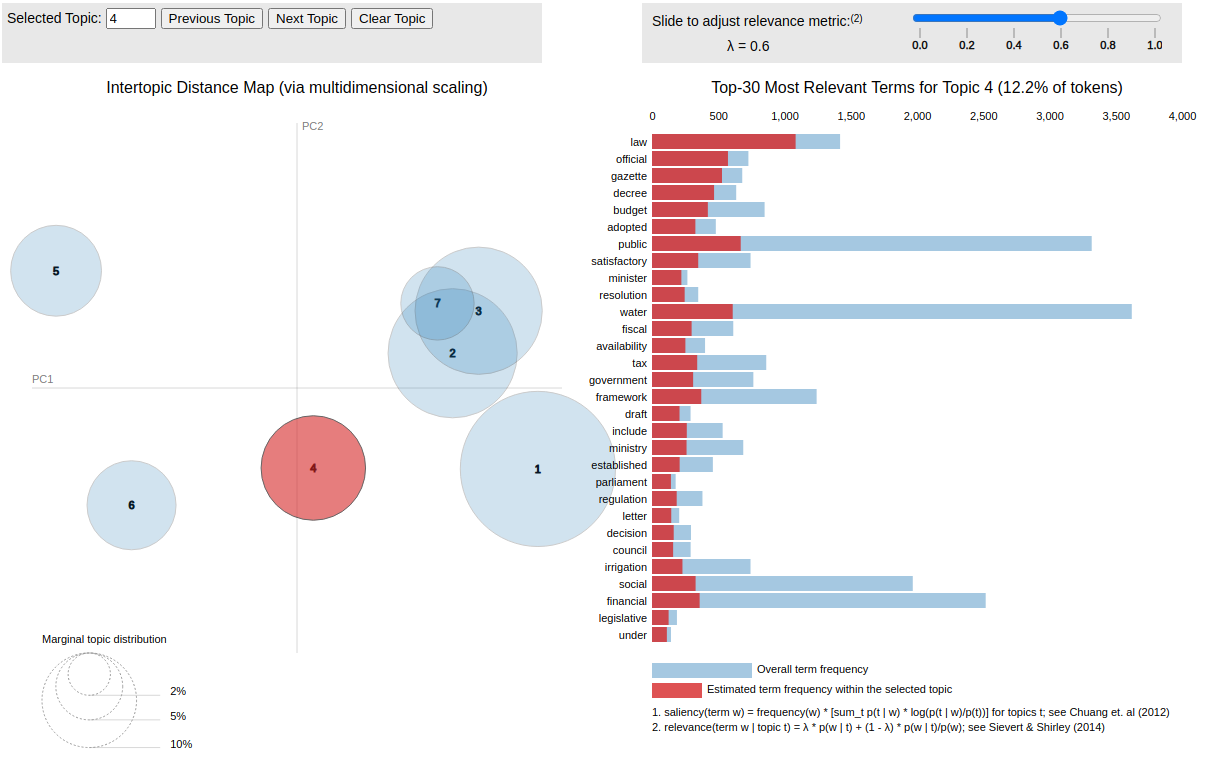 Selected Topic: 4 Previous Topic Next Topic Clear Topic
Slide to adjust relevance metric:(2)
λ = 0.6
0.0 0.2 0.4 0.6 0.8 1.0
Intertopic Distance Map (via multidimensional scaling)
PC2
PC1
5
7
3
2
4
1
6
Marginal topic distribution
2%
5%
10%
Top-30 Most Relevant Terms for Topic 4 (12.2% of tokens)
0 500 1,000 1,500 2,000 2,500 3,000 3,500 4,000
law
official
gazette
decree
budget
adopted
public
satisfactory
minister
resolution
water
fiscal
availability
tax
government
framework
draft
include
ministry
established
parliament
regulation
letter
decision
council
irrigation
social
financial
legislative
under
Overall term frequency
Estimated term frequency within the selected topic
1. saliency(term w) = frequency(w) * [sum_t p(t | w) * log(p(t | w)/p(t))] for topics t; see Chuang et. al (2012)
2. relevance(term w | topic t) = λ * p(w | t) + (1 - λ) * p(w | t)/p(w); see Sievert & Shirley (2014)